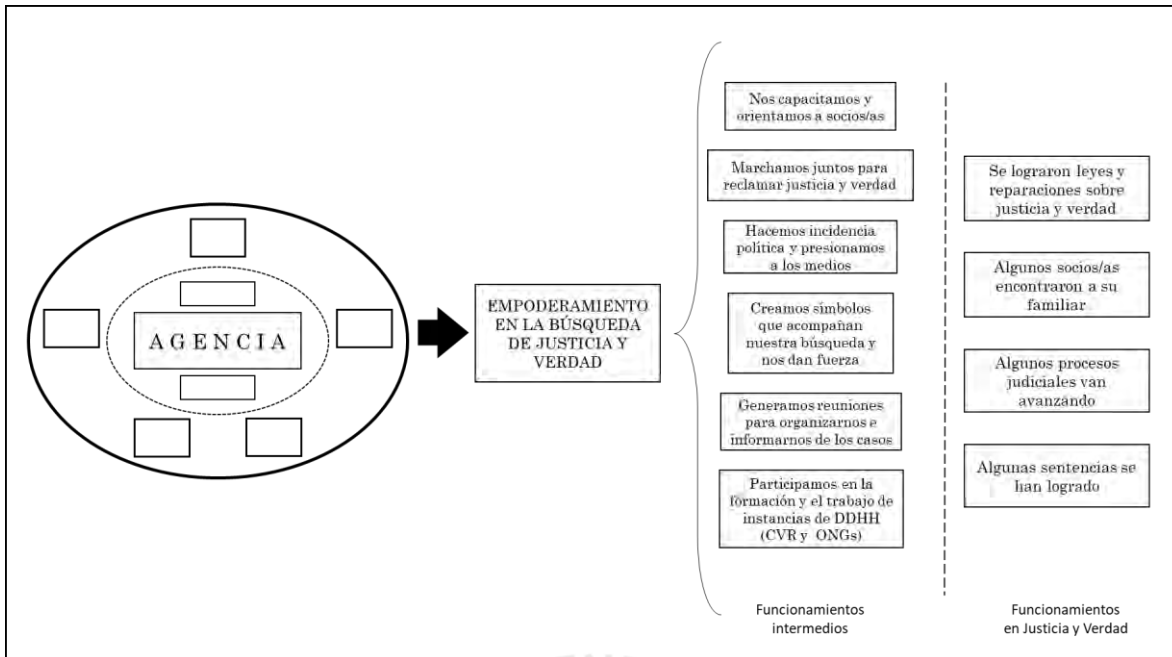 AGENCIA
EMPODERAMIENTO
EN LA BÚSQUEDA
DE JUSTICIA Y
VERDAD
Nos capacitamos y
orientamos a socios/as
Marchamos juntos para
reclamar justicia y verdad
Hacemos incidencia
política y presionamos
a los medios
Creamos símbolos
que acompañan
nuestra búsqueda y
nos dan fuerza
Generamos reuniones
para organizarnos e
informarnos de los casos
Participamos en la
formación y el trabajo de
instancias de DDHH
(CVR y ONGs)
Funcionamientos
intermedios
Se lograron leyes y
reparaciones sobre
justicia y verdad
Algunos socios/as
encontraron a su
familiar
Algunos procesos
judiciales van
avanzando
Algunas sentencias se
han logrado
Funcionamientos
en Justicia y Verdad